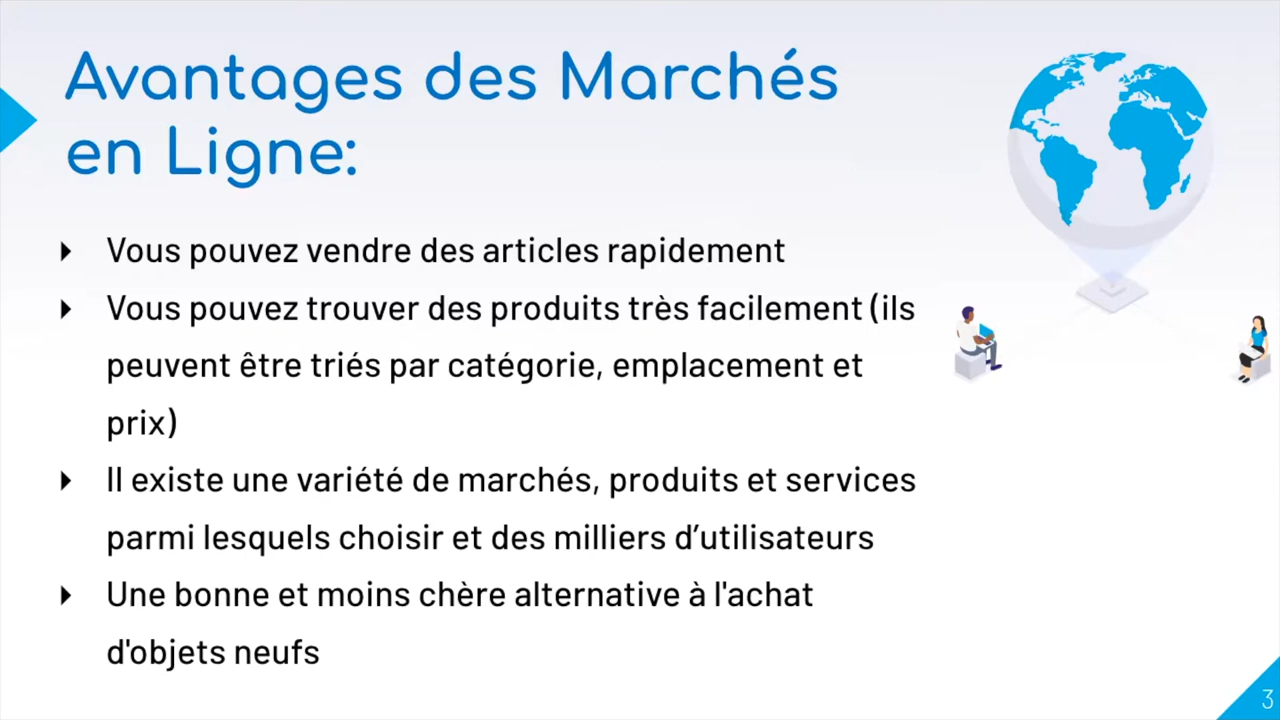 Avantages des Marchés
en Ligne:
Vous pouvez vendre des articles rapidement
Vous pouvez trouver des produits très facilement (ils
peuvent être triés par catégorie, emplacement et
prix)
Il existe une variété de marchés, produits et services
parmi lesquels choisir et des milliers d’utilisateurs
Une bonne et moins chère alternative à l'achat
d'objets neufs
3